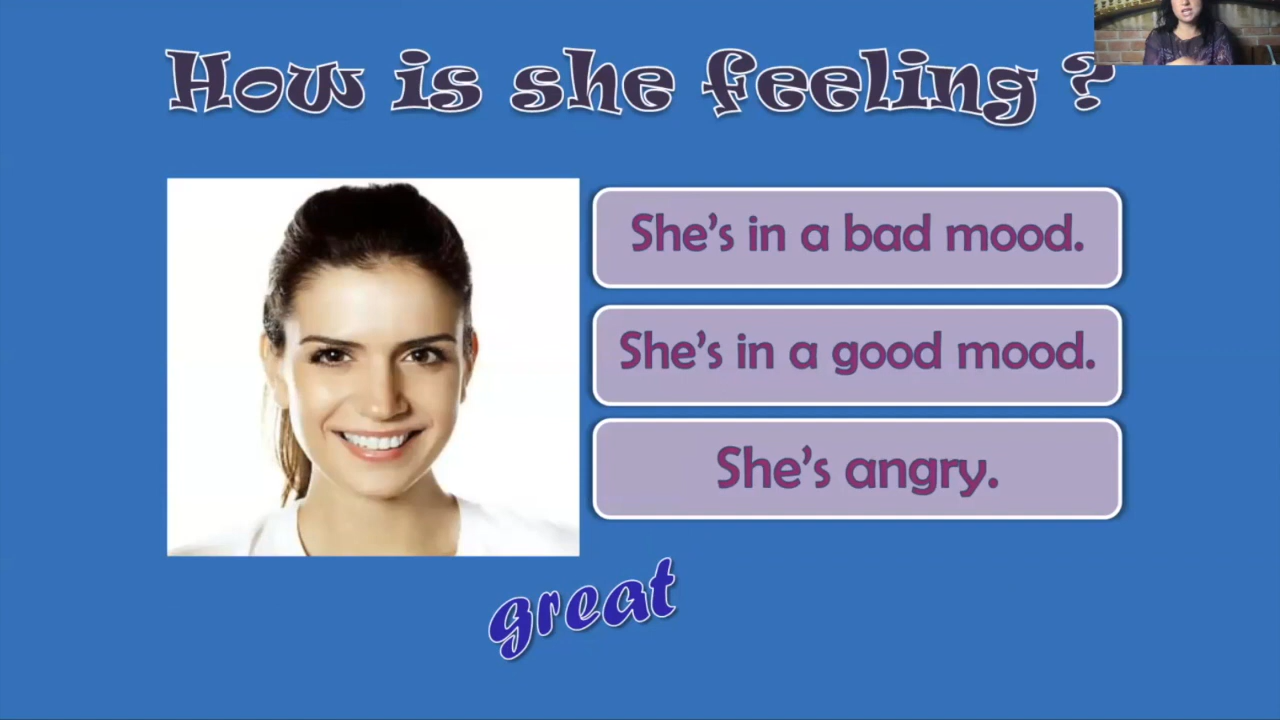 How is she feeling ?
She's in a bad mood.
She's in a good mood.
She's angry.
great